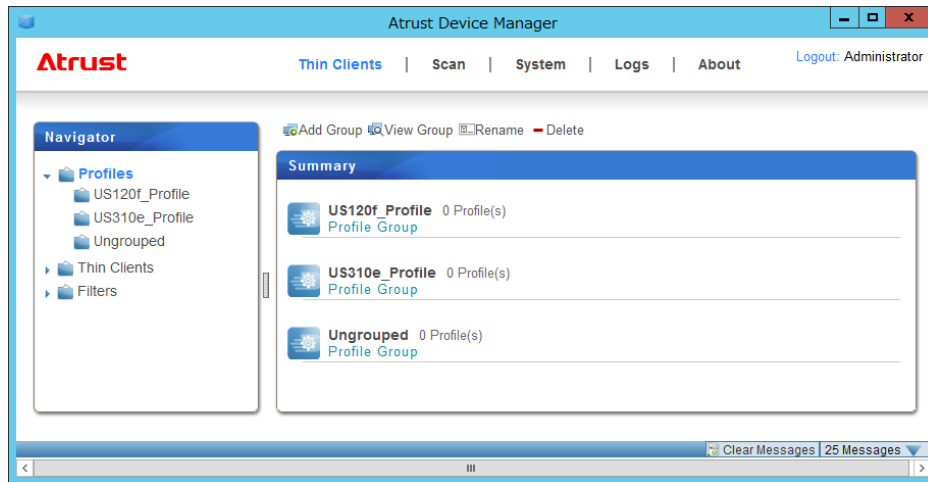 Atrust Device Manager
Atrust
Thin Clients | Scan | System | Logs | About
Logout: Administrator
Navigator
Profiles
US120f_Profile
US310e_Profile
Ungrouped
Thin Clients
Filters
Add Group View Group Rename Delete
Summary
US120f_Profile 0 Profile(s)
Profile Group
US310e_Profile 0 Profile(s)
Profile Group
Ungrouped 0 Profile(s)
Profile Group
Clear Messages 25 Messages